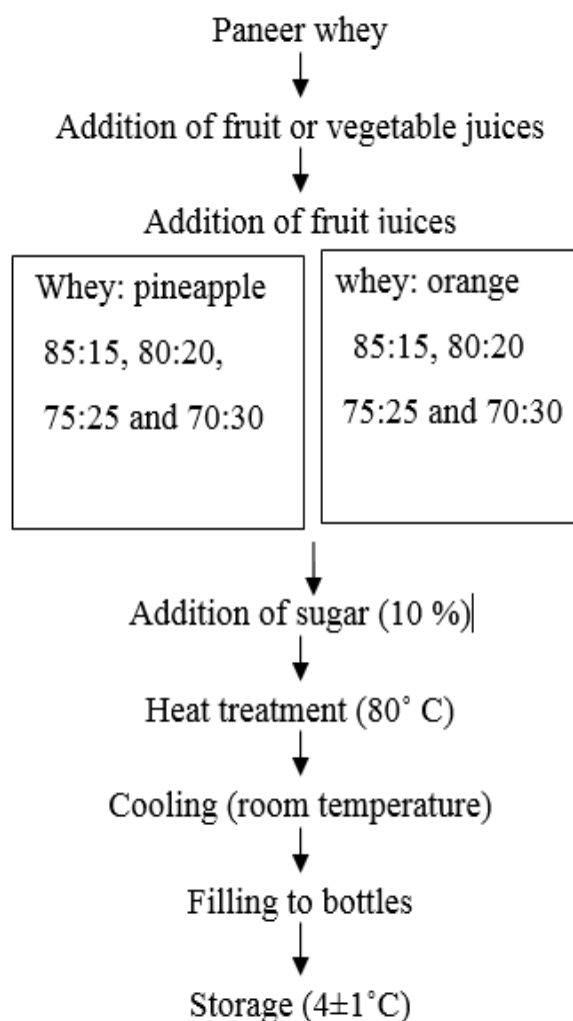 Paneer whey
Addition of fruit or vegetable juices
Addition of fruit juices
Whey: pineapple
85:15, 80:20,
75:25 and 70:30
whey: orange
85:15, 80:20
75:25 and 70:30
Addition of sugar (10 %)
Heat treatment (80˚ C)
Cooling (room temperature)
Filling to bottles
Storage (4±1˚C)